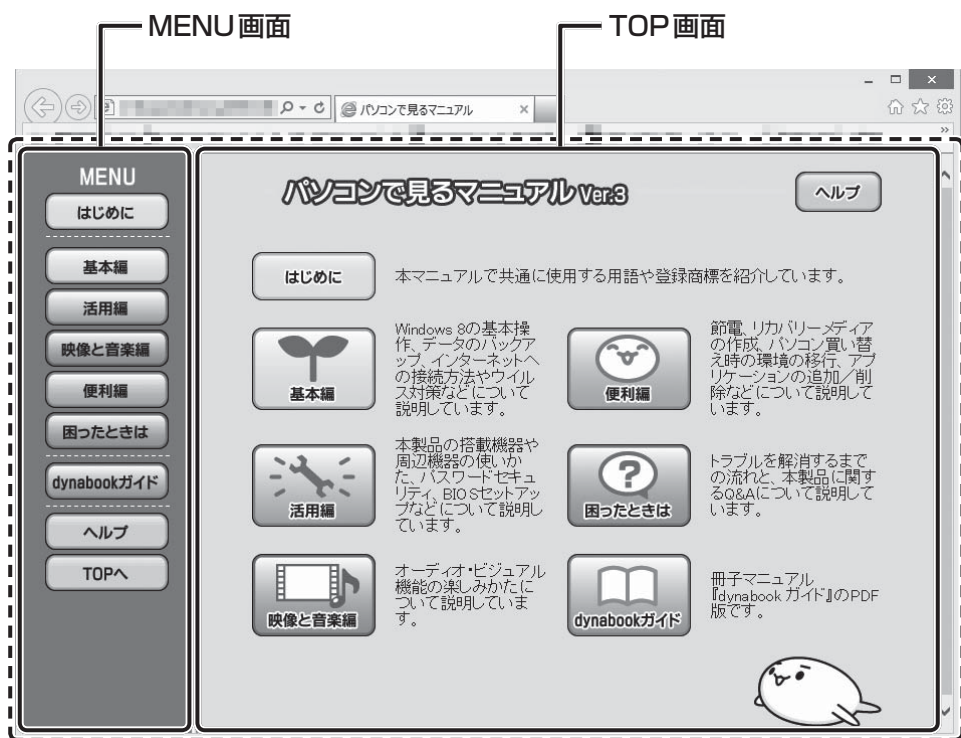 MENU画面
TOP画面
パソコンで見るマニュアル
MENU
はじめに
基本編
活用編
映像と音楽編
便利編
困ったときは
dynabookガイド
ヘルプ
TOPへ
パソコンで見るマニュアル Ver.3
ヘルプ
はじめに
本マニュアルで共通に使用する用語や登録商標を紹介しています。
基本編
Windows 8の基本操
作、データのバックア
ップ、インターネットへ
の接続方法やウイル
ス対策などについて
説明しています。
便利編
節電、リカバリーメディア
の作成、パソコン買い替
え時の環境の移行、アプ
リケーションの追加／削
除などについて説明して
います。
活用編
本製品の搭載機器や
周辺機器の使いか
た、パスワードセキュ
リティ、BIOSセットアッ
プなどについて説明し
ています。
困ったときは
トラブルを解消するまで
の流れと、本製品に関す
るQ&Aについて説明して
います。
映像と音楽編
オーディオ・ビジュアル
機能の楽しみかたに
ついて説明していま
す。
dynabookガイド
冊子マニュアル
『dynabook ガイド』のPDF
版です。